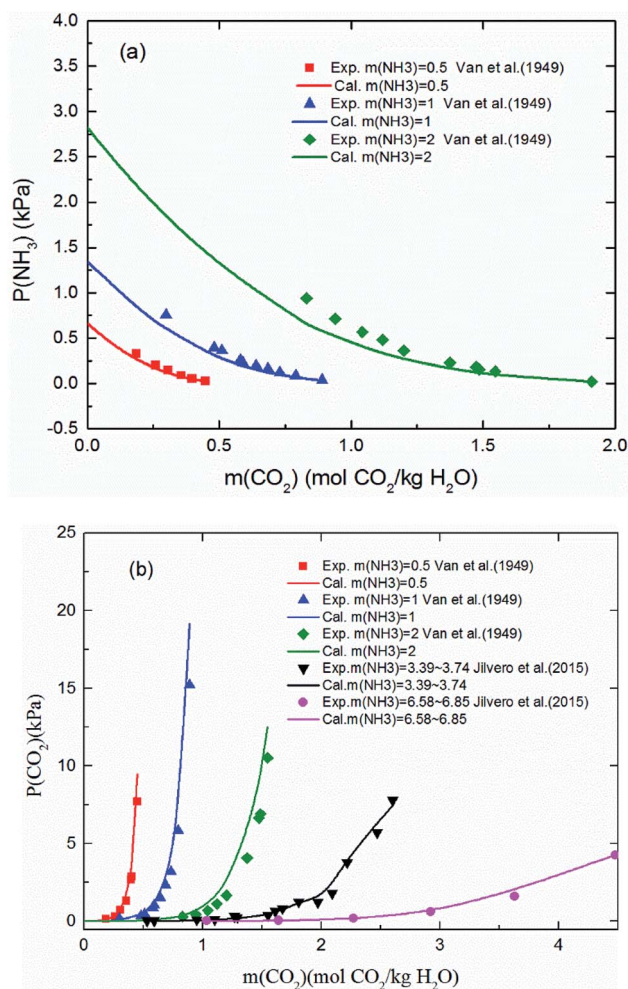 (a)
Exp. m(NH3)=0.5 Van et al.(1949)
Cal. m(NH3)=0.5
Exp. m(NH3)=1 Van et al.(1949)
Cal. m(NH3)=1
Exp. m(NH3)=2 Van et al.(1949)
Cal. m(NH3)=2
P(NH₃) (kPa)
4.0
3.5
3.0
2.5
2.0
1.5
1.0
0.5
0.0
-0.5
0.0 0.5 1.0 1.5 2.0
m(CO₂) (mol CO₂/kg H₂O)
(b)
Exp. m(NH3)=0.5 Van et al.(1949)
Cal. m(NH3)=0.5
Exp. m(NH3)=1 Van et al.(1949)
Cal. m(NH3)=1
Exp. m(NH3)=2 Van et al.(1949)
Cal. m(NH3)=2
Exp.m(NH3)=3.39~3.74 Jilvero et al.(2015)
Cal.m(NH3)=3.39~3.74
Exp.m(NH3)=6.58~6.85 Jilvero et al.(2015)
Cal.m(NH3)=6.58~6.85
P(CO₂)(kPa)
25
20
15
10
5
0
0 1 2 3 4
m(CO₂)(mol CO₂/kg H₂O)